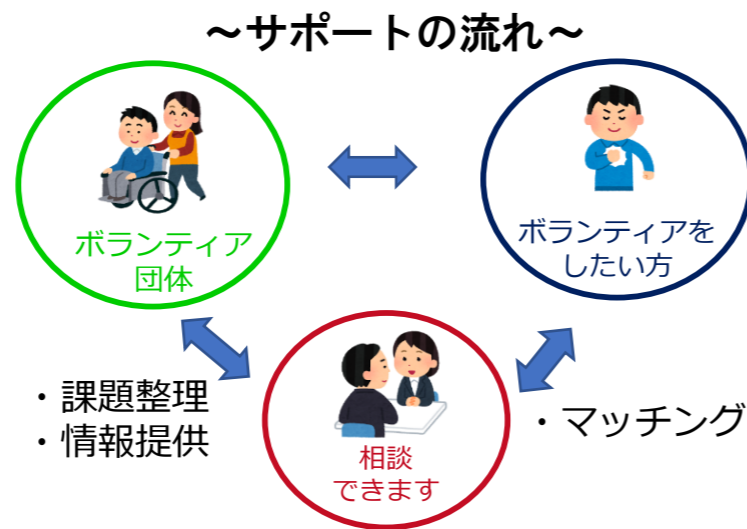 ～サポートの流れ～
ボランティア
団体
ボランティアを
したい方
・課題整理
・情報提供
・マッチング
相談
できます